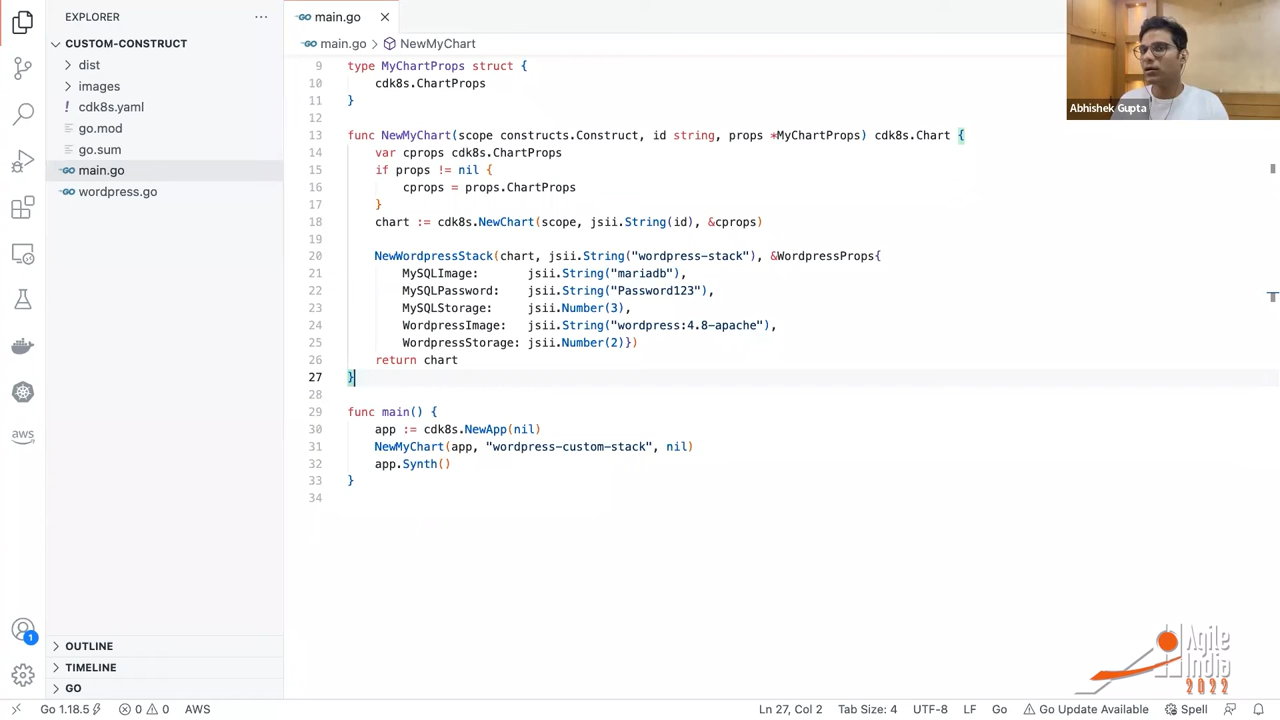 EXPLORER
CUSTOM-CONSTRUCT
dist
images
! cdk8s.yaml
go.mod
go.sum
GO main.go
GO wordpress.go
OUTLINE
TIMELINE
GO
aws
1
GO main.go
GO main.go > NewMyChart
9 type MyChartProps struct {
10 cdk8s.ChartProps
11 }
12
13 func NewMyChart(scope constructs.Construct, id string, props *MyChartProps) cdk8s.Chart {
14 var cprops cdk8s.ChartProps
15 if props != nil {
16 cprops = props.ChartProps
17 }
18 chart := cdk8s.NewChart(scope, jsii.String(id), &cprops)
19
20 NewWordpressStack(chart, jsii.String("wordpress-stack"), &WordpressProps{
21 MySQLImage: jsii.String("mariadb"),
22 MySQLPassword: jsii.String("Password123"),
23 MySQLStorage: jsii.Number(3),
24 WordpressImage: jsii.String("wordpress:4.8-apache"),
25 WordpressStorage: jsii.Number(2)})
26 return chart
27 }
28
29 func main() {
30 app := cdk8s.NewApp(nil)
31 NewMyChart(app, "wordpress-custom-stack", nil)
32 app.Synth()
33 }
34
Abhishek Gupta
Agile
India
2022
Go 1.18.5 0 0 AWS Ln 27, Col 2 Tab Size: 4 UTF-8 LF Go Go Update Available Spell